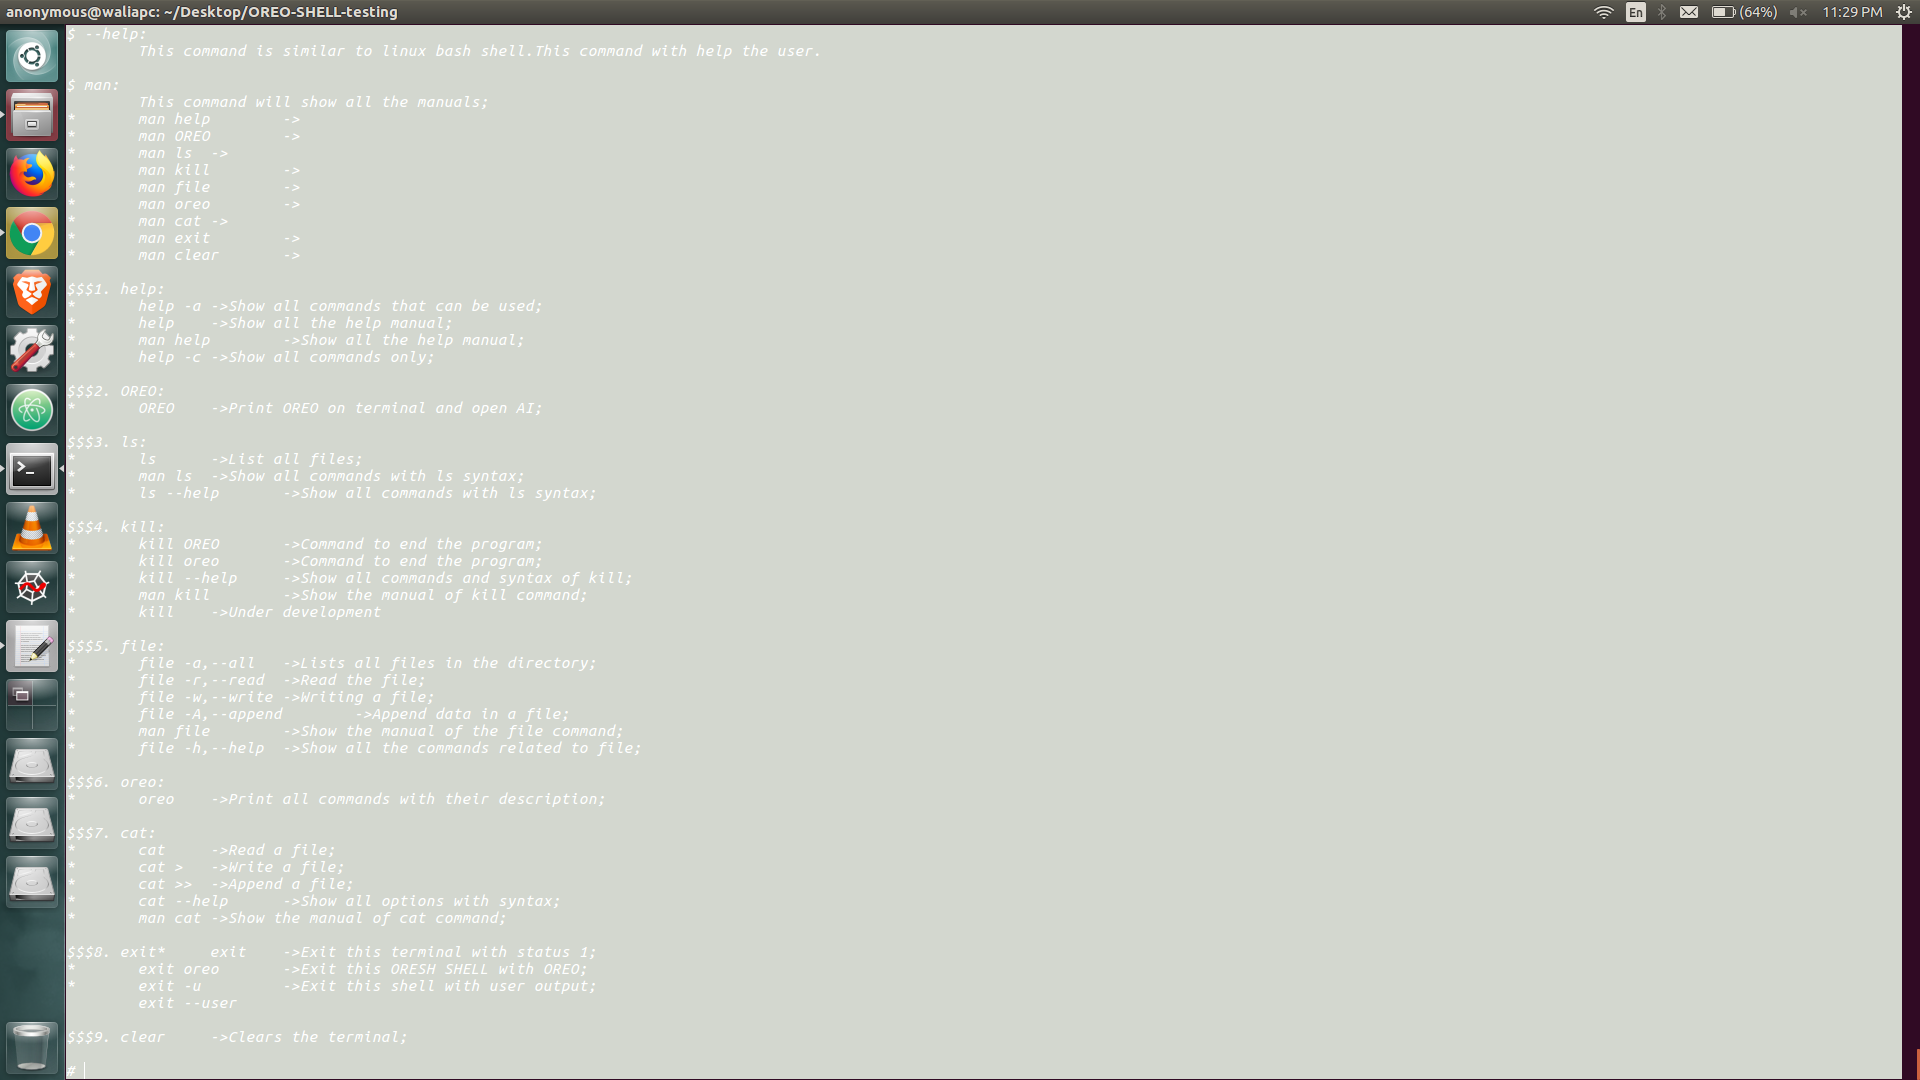 anonymous@waliapc: ~/Desktop/OREO-SHELL-testing
En
(64%)
11:29 PM
$ --help:
This command is similar to linux bash shell.This command with help the user.
$ man:
This command will show all the manuals;
* man help ->
* man OREO ->
* man ls ->
* man kill ->
* man file ->
* man oreo ->
* man cat ->
* man exit ->
* man clear ->
$$$1. help:
* help -a ->Show all commands that can be used;
* help ->Show all the help manual;
* man help ->Show all the help manual;
* help -c ->Show all commands only;
$$$2. OREO:
* OREO ->Print OREO on terminal and open AI;
$$$3. ls:
* ls ->List all files;
* man ls ->Show all commands with ls syntax;
* ls --help ->Show all commands with ls syntax;
$$$4. kill:
* kill OREO ->Command to end the program;
* kill oreo ->Command to end the program;
* kill --help ->Show all commands and syntax of kill;
* man kill ->Show the manual of kill command;
* kill ->Under development
$$$5. file:
* file -a,--all ->Lists all files in the directory;
* file -r,--read ->Read the file;
* file -w,--write ->Writing a file;
* file -A,--append ->Append data in a file;
* man file ->Show the manual of the file command;
* file -h,--help ->Show all the commands related to file;
$$$6. oreo:
* oreo ->Print all commands with their description;
$$$7. cat:
* cat ->Read a file;
* cat > ->Write a file;
* cat >> ->Append a file;
* cat --help ->Show all options with syntax;
* man cat ->Show the manual of cat command;
$$$8. exit* exit ->Exit this terminal with status 1;
* exit oreo ->Exit this ORESH SHELL with OREO;
* exit -u ->Exit this shell with user output;
exit --user
$$$9. clear ->Clears the terminal;
#